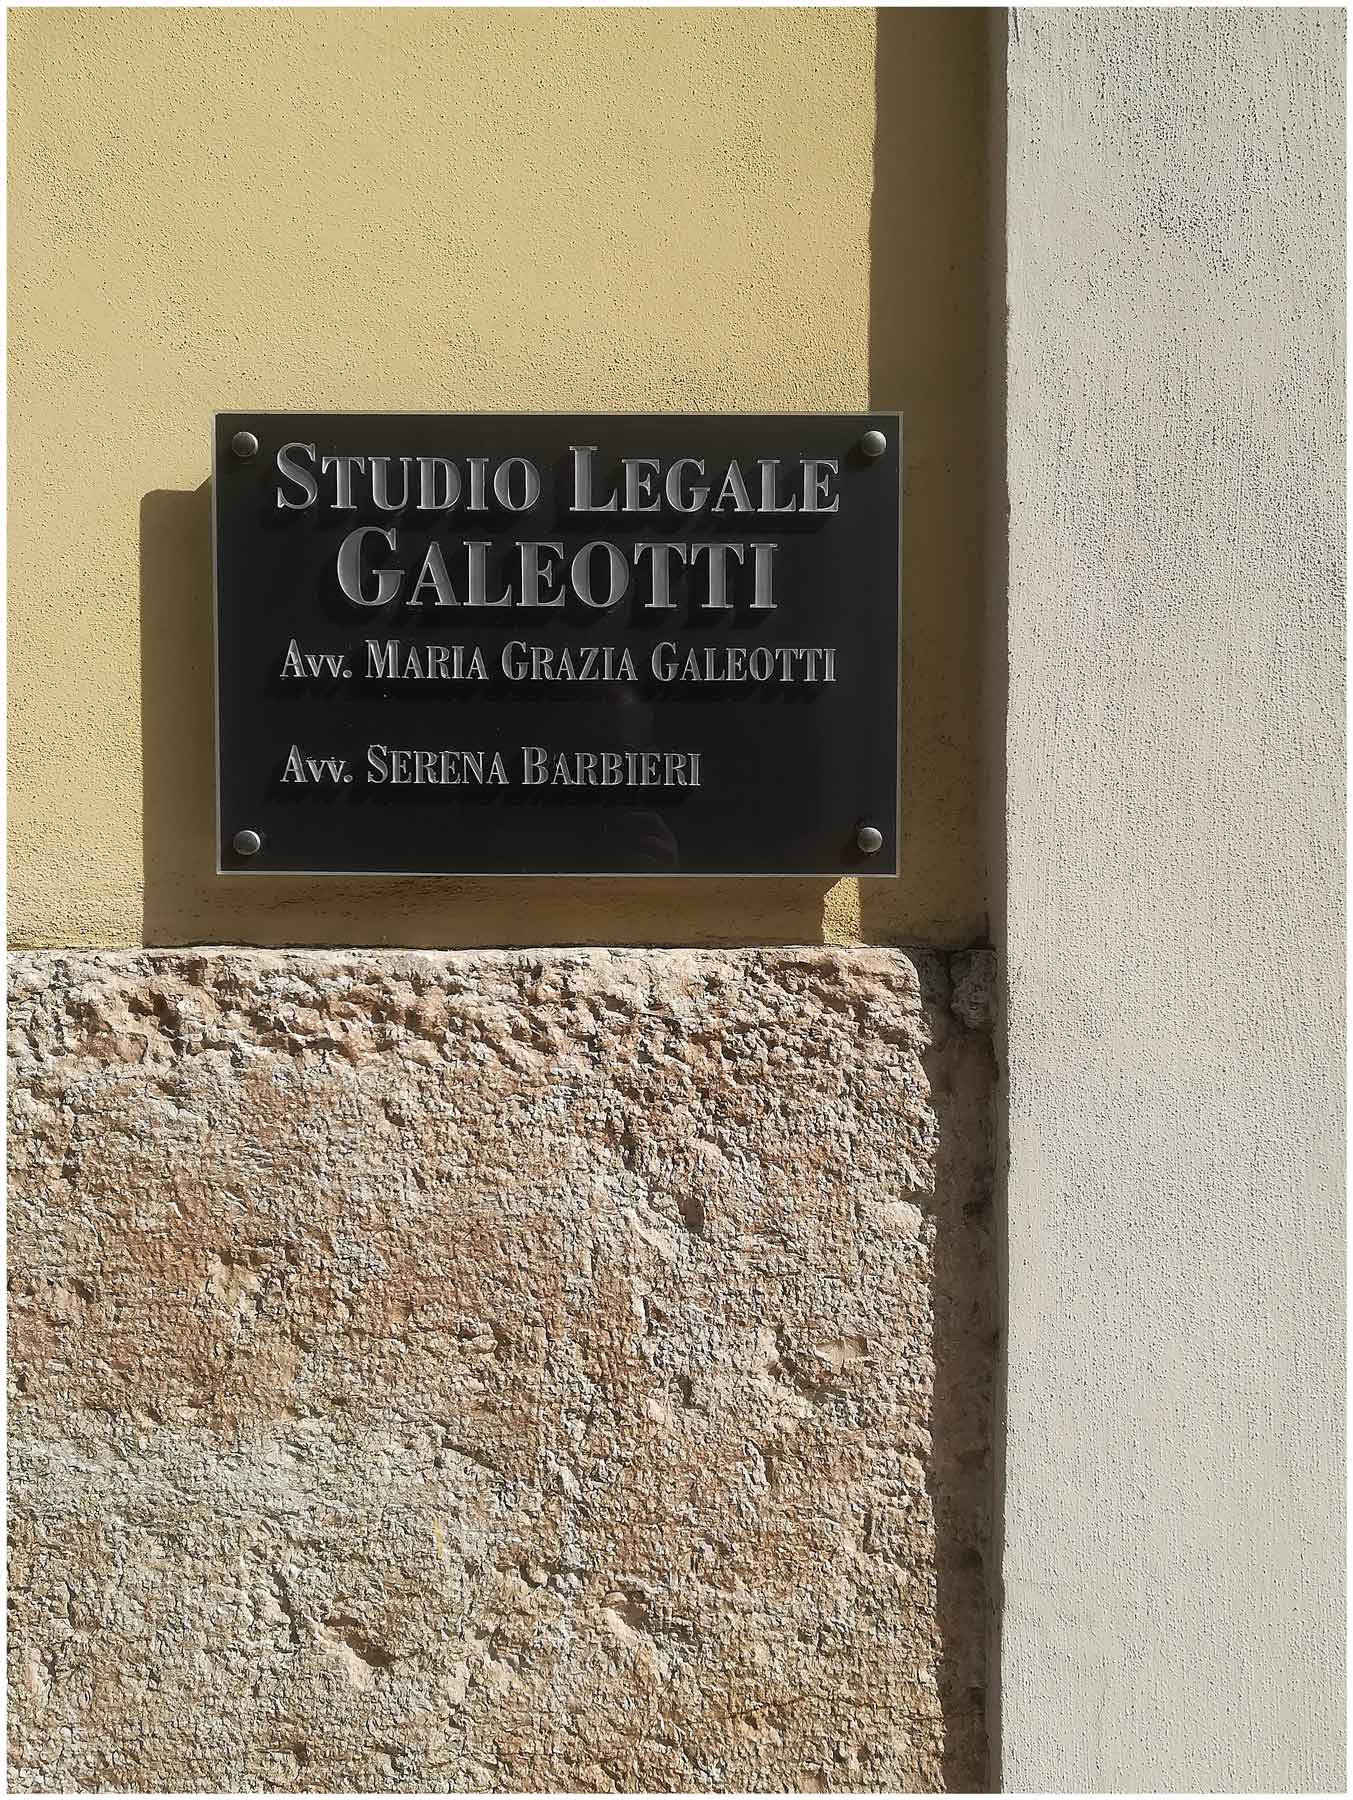 STUDIO LEGALE
GALEOTTI
AVV. MARIA GRAZIA GALEOTTI
AVV. SERENA BARBIERI